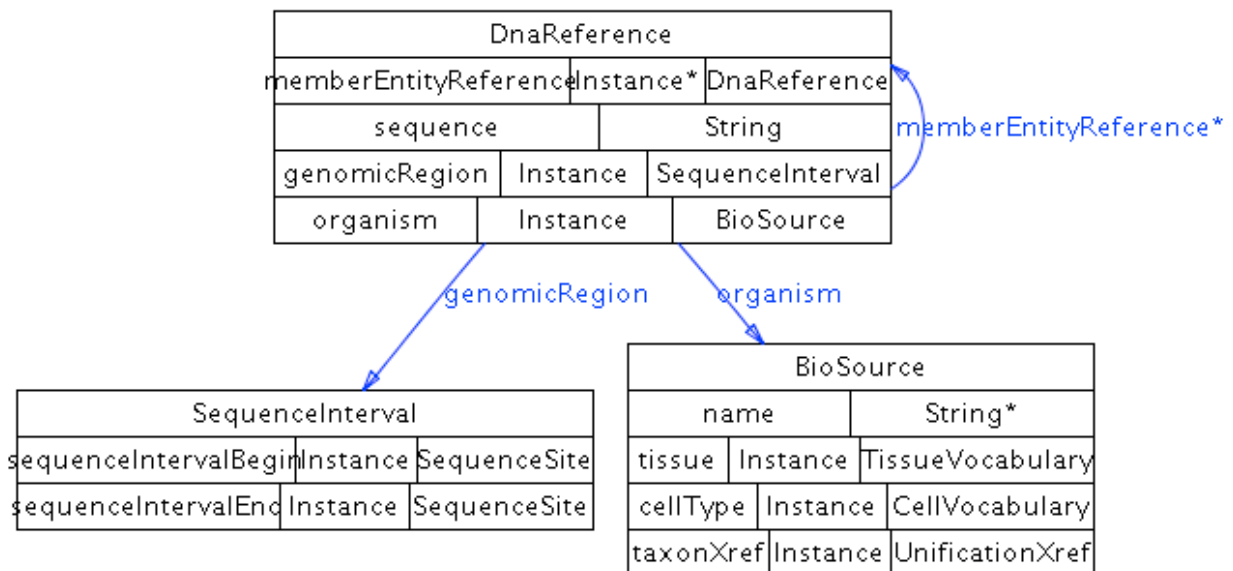 DnaReference
memberEntityReference Instance* DnaReference
sequence String
memberEntityReference*
genomicRegion Instance SequenceInterval
organism Instance BioSource
genomicRegion organism
BioSource
SequenceInterval
name String*
sequenceIntervalBegin Instance SequenceSite
tissue Instance TissueVocabulary
sequenceIntervalEnd Instance SequenceSite
cellType Instance CellVocabulary
taxonXref Instance UnificationXref